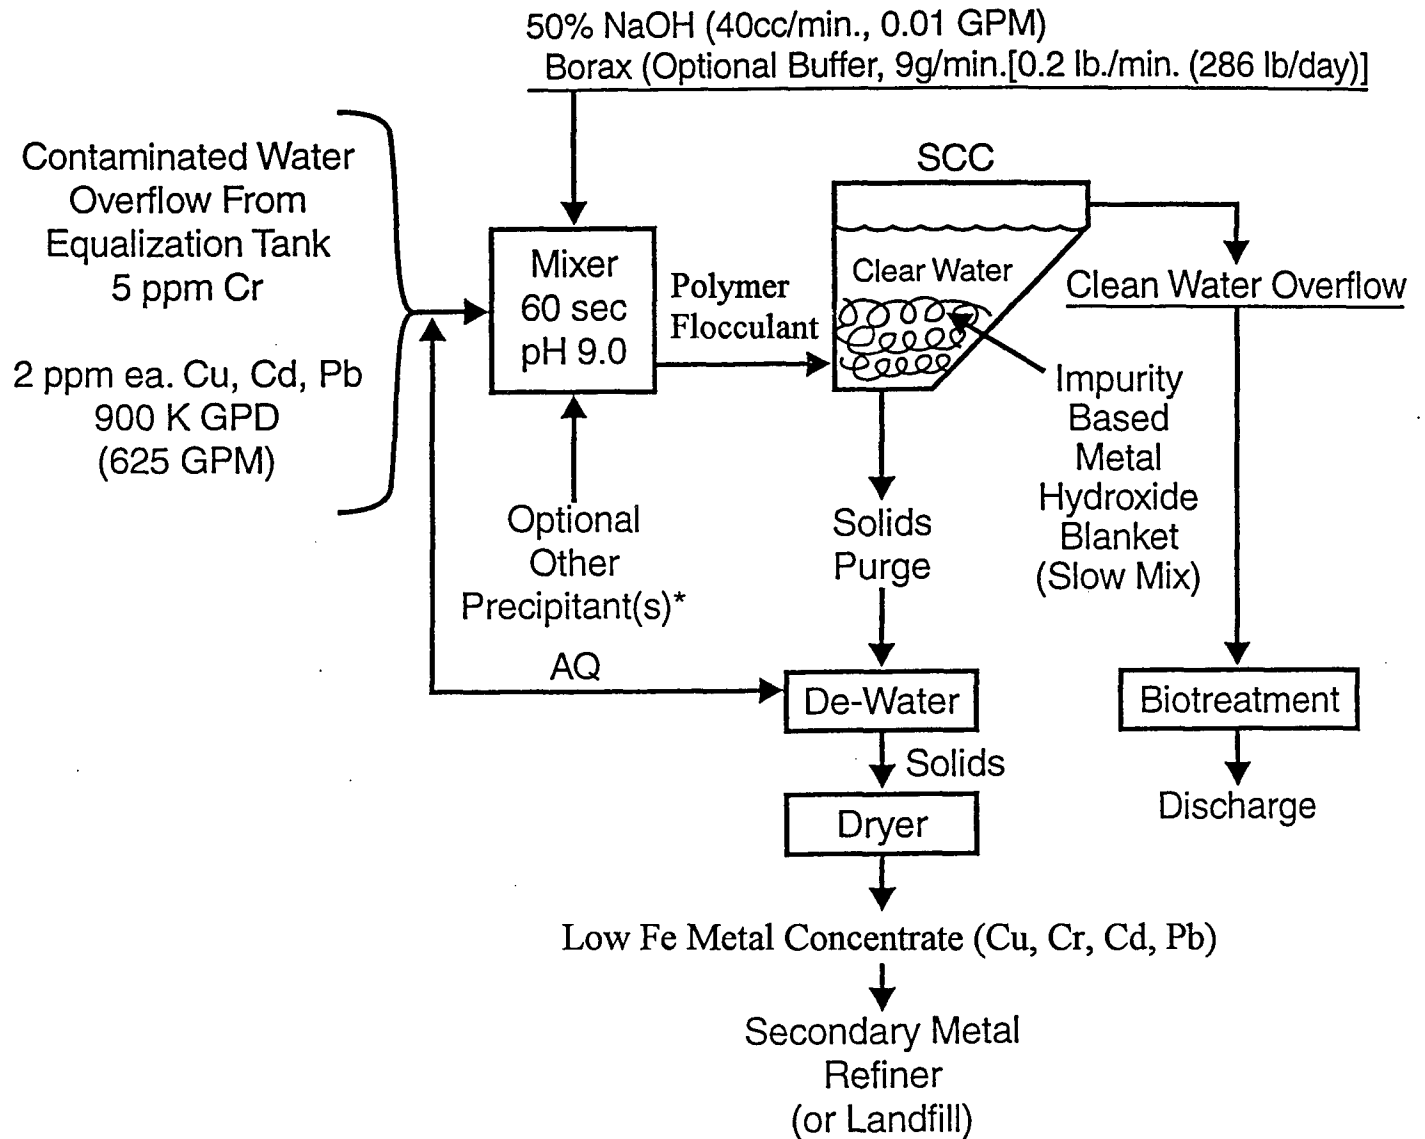 50% NaOH (40cc/min., 0.01 GPM)
Borax (Optional Buffer, 9g/min.[0.2 lb./min. (286 lb/day)]
Contaminated Water
Overflow From
Equalization Tank
5 ppm Cr
2 ppm ea. Cu, Cd, Pb
900 K GPD
(625 GPM)
Mixer
60 sec
pH 9.0
Optional
Other
Precipitant(s)*
Polymer
Flocculant
SCC
Clear Water
Clean Water Overflow
Impurity
Based
Metal
Hydroxide
Blanket
(Slow Mix)
Solids
Purge
AQ
De-Water
Solids
Dryer
Biotreatment
Discharge
Low Fe Metal Concentrate (Cu, Cr, Cd, Pb)
Secondary Metal
Refiner
(or Landfill)